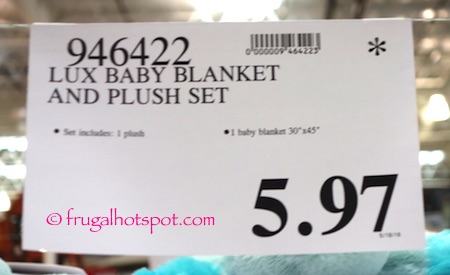 946422
0000009464223
*
LUX BABY BLANKET
AND PLUSH SET
• Set includes: 1 plush
• 1 baby blanket 30"x45"
5.97
© frugalhotspot.com